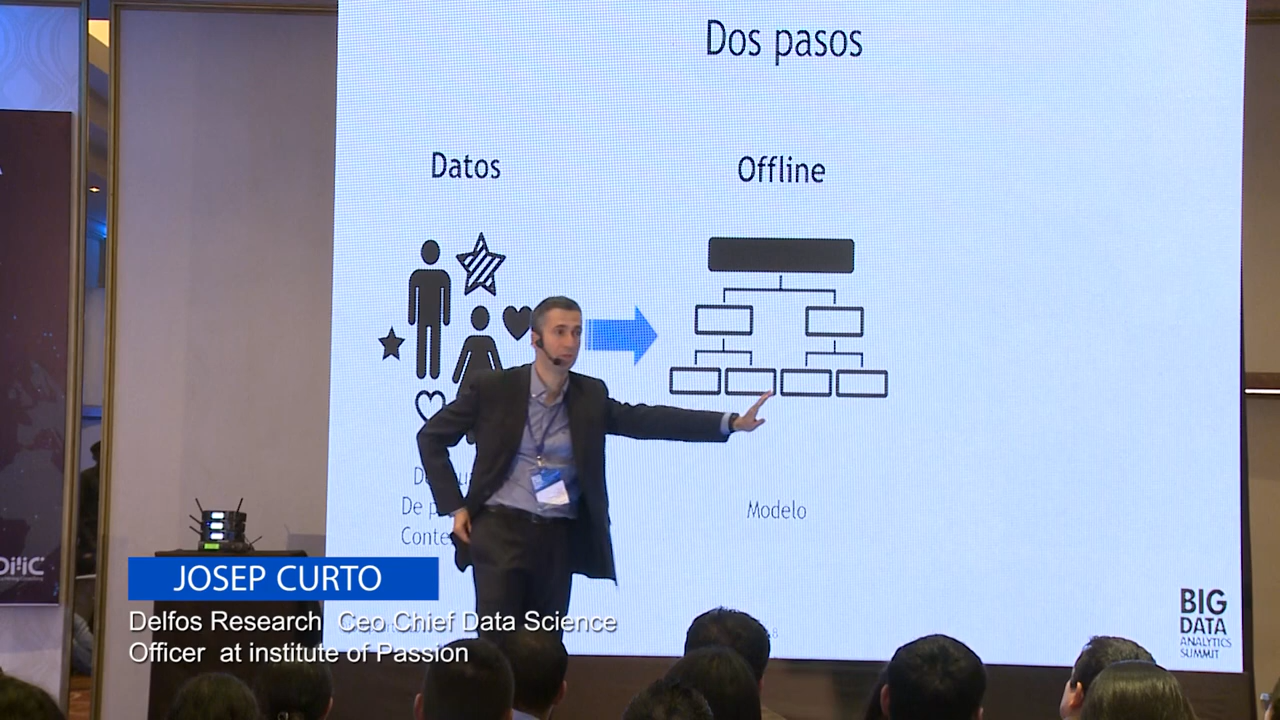 Dos pasos
Datos
Offline
De
Modelo
JOSEP CURTO
Delfos Research Ceo Chief Data Science
Officer at institute of Passion
BIG
DATA
ANALYTICS
SUMMIT